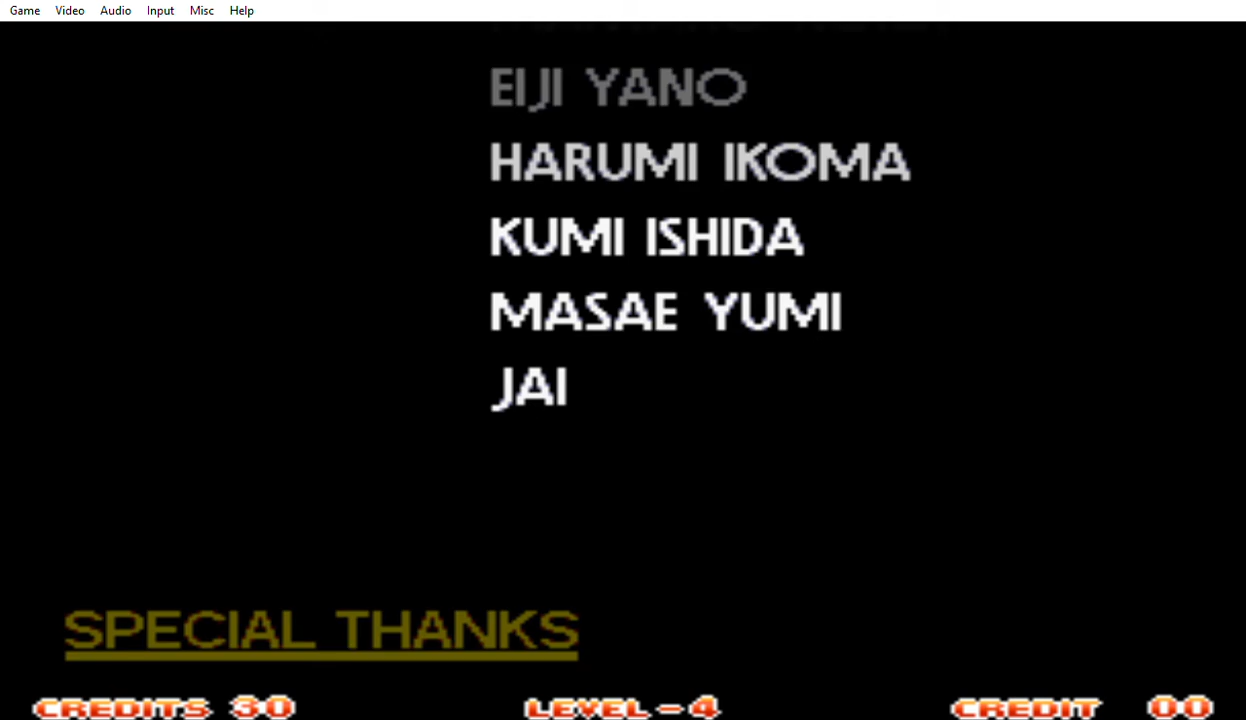 Game Video Audio Input Misc Help
EIJI YANO
HARUMI IKOMA
KUMI ISHIDA
MASAE YUMI
JAI
SPECIAL THANKS
CREDITS 30 LEVEL-4 CREDIT 00